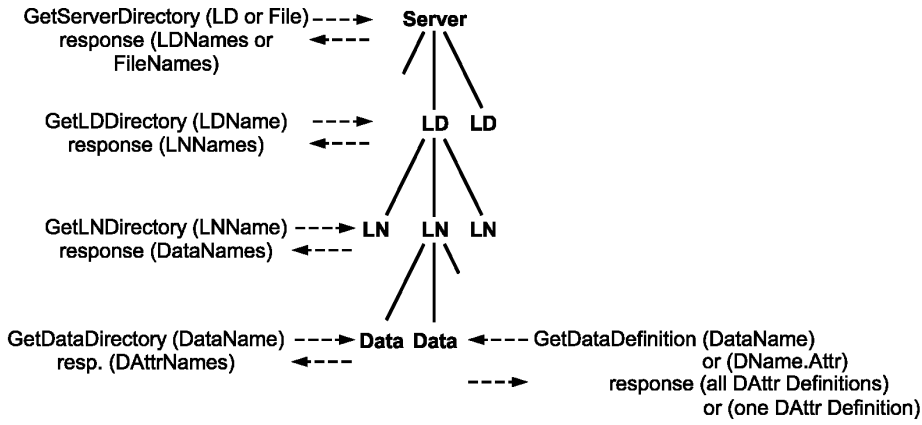 GetServerDirectory (LD or File)
Server
response (LDNames or
FileNames)
GetLDDirectory (LDName)
LD LD
response (LNNames)
GetLNDirectory (LNName)
LN LN LN
response (DataNames)
GetDataDirectory (DataName)
Data Data
GetDataDefinition (DataName)
resp. (DAttrNames)
or (DName.Attr)
response (all DAttr Definitions)
or (one DAttr Definition)